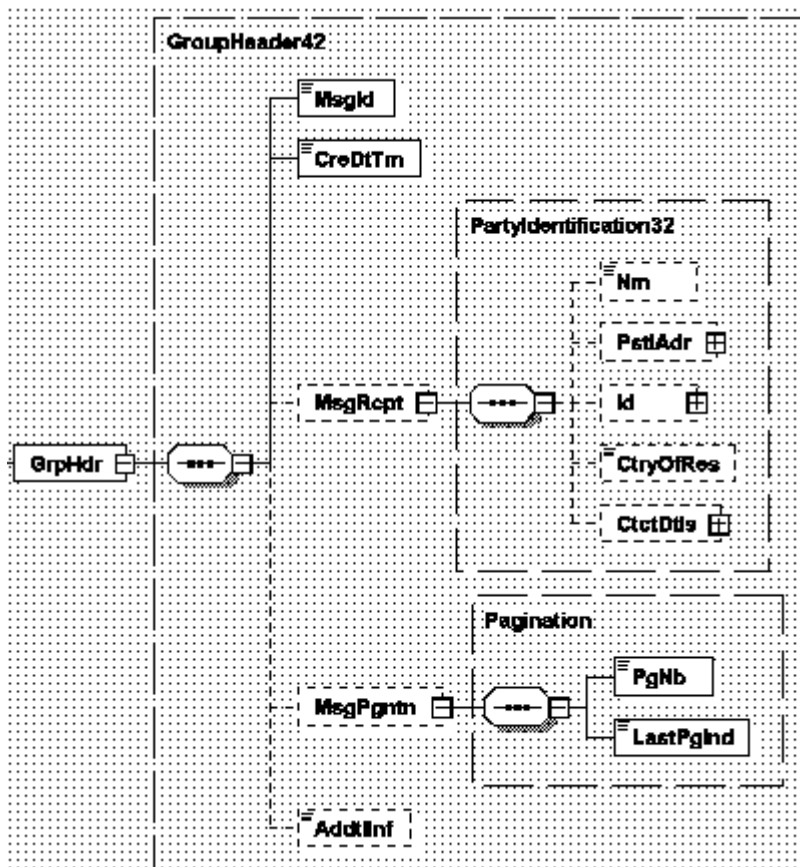 GroupHeader42
MsgId
CreDtTm
PartyIdentification32
Nm
PstlAdr
MsgRcpt
Id
GrpHdr
CtryOfRes
CtctDtls
Pagination
PgNb
MsgPgntn
LastPgInd
AddtlInf